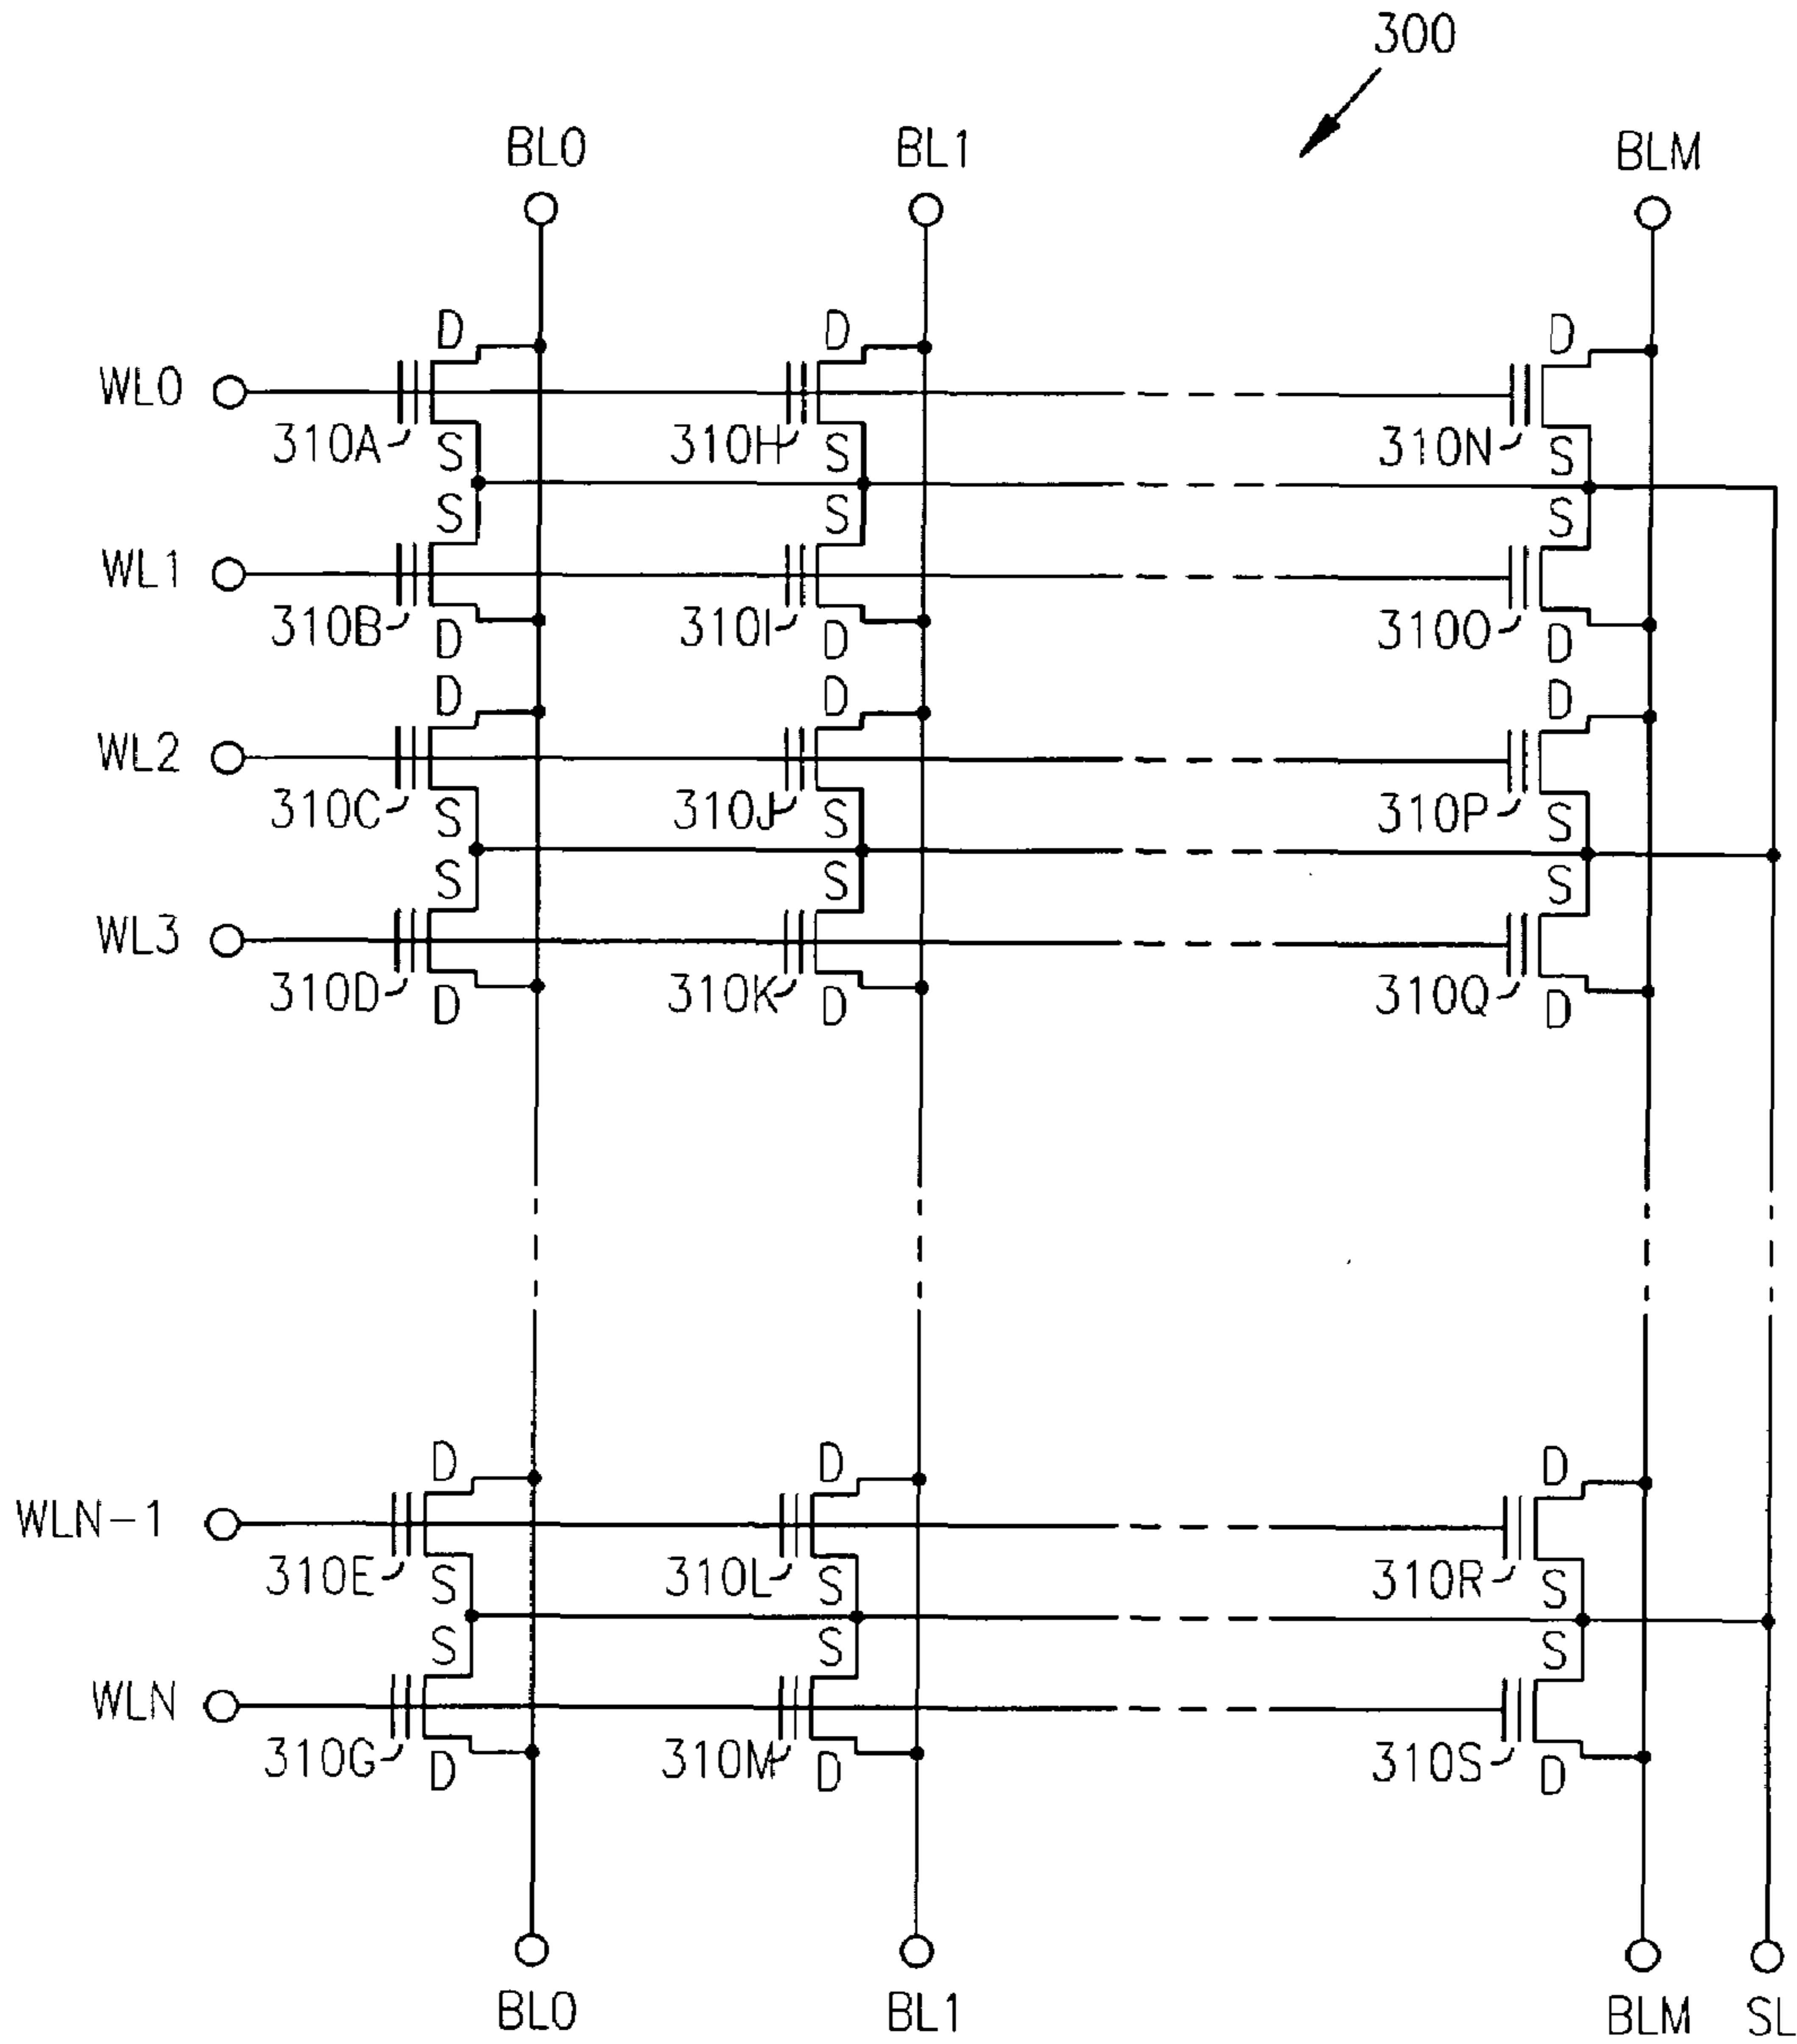 300
BL0 BL1 BLM
D D D
WL0
310A 310H 310N
S S S
S S S
WL1
310B 310I 310O
D D D
D D D
WL2
310C 310J 310P
S S S
S S S
WL3
310D 310K 310Q
D D D
D D D
WLN-1
310E 310L 310R
S S S
S S S
WLN
310G 310M 310S
D D D
BL0 BL1 BLM SL